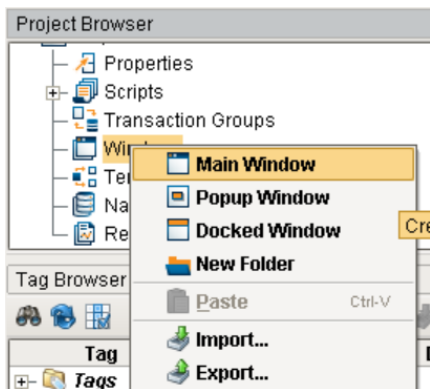 Project Browser
Properties
Scripts
Transaction Groups
Main Window
Popup Window
Docked Window
New Folder
Paste Ctrl-V
Import...
Export...
Tag Browser
Tag
Tags